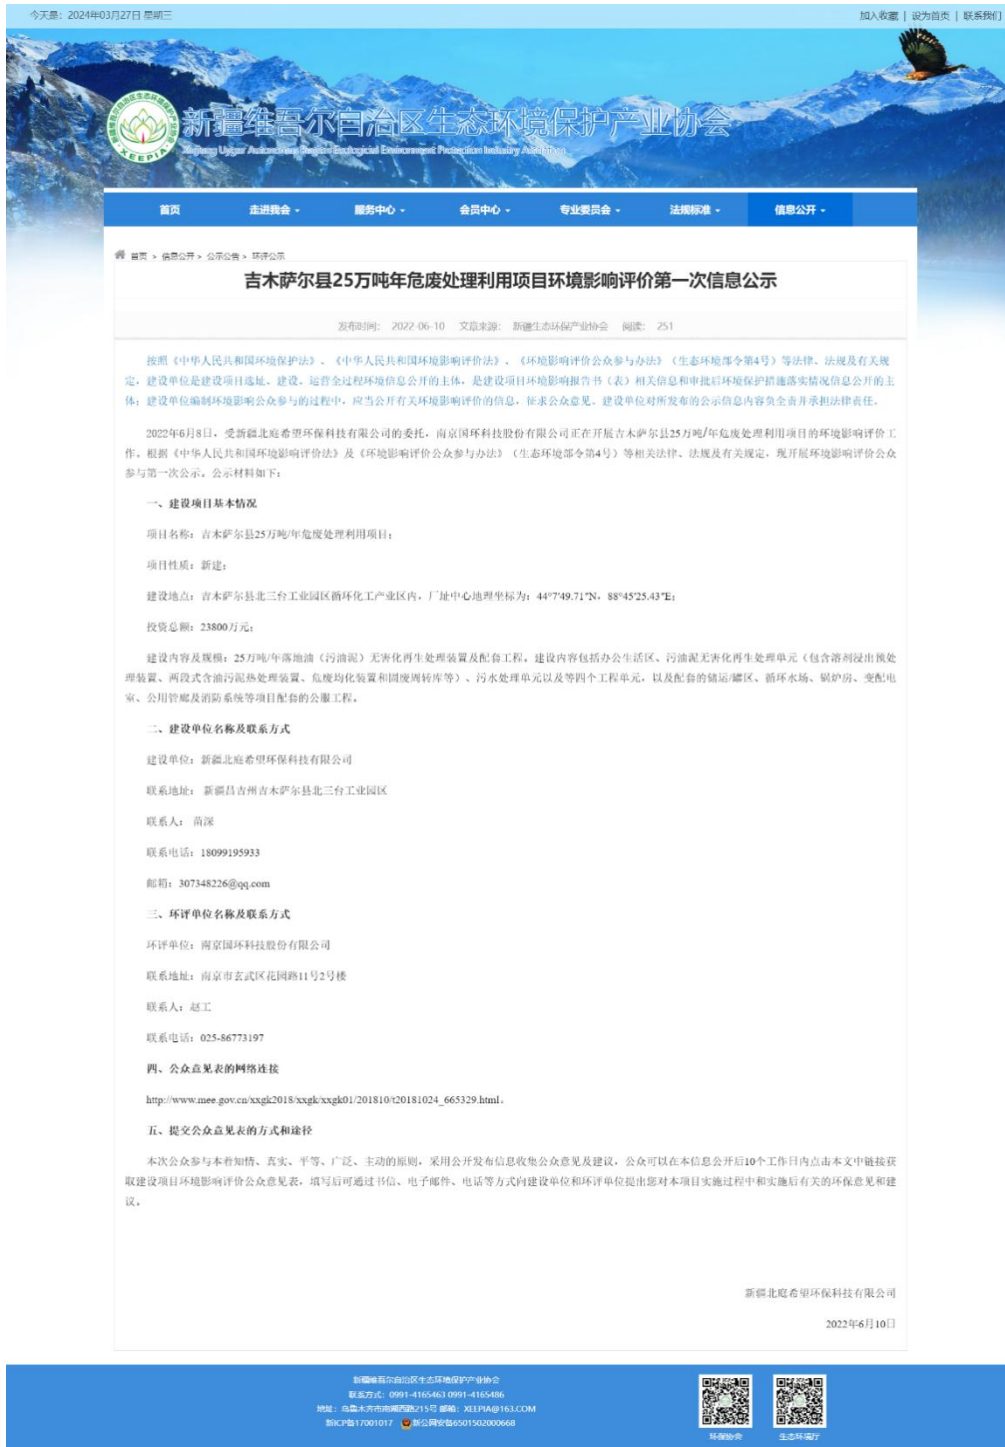 今天是：2024年03月27日 星期三
加入收藏 | 设为首页 | 联系我们
新疆维吾尔自治区生态环境保护产业协会
Xinjiang Uygur Autonomous Region Ecological Environment Protection Industry Association
XEEPIA
首页 走进我会 服务中心 会员中心 专业委员会 法规标准 信息公开
首页 > 信息公开 > 公示公告 > 环评公示
吉木萨尔县25万吨年危废处理利用项目环境影响评价第一次信息公示
发布时间： 2022-06-10 文章来源： 新疆生态环保产业协会 阅读： 251
按照《中华人民共和国环境保护法》、《中华人民共和国环境影响评价法》、《环境影响评价公众参与办法》（生态环境部令第4号）等法律、法规及有关规
定，建设单位是建设项目选址、建设、运营全过程环境信息公开的主体，是建设项目环境影响报告书（表）相关信息和审批后环境保护措施落实情况信息公开的主
体；建设单位编制环境影响公众参与的过程中，应当公开有关环境影响评价的信息，征求公众意见。建设单位对所发布的公示信息内容负全责并承担法律责任。
2022年6月8日，受新疆北庭希望环保科技有限公司的委托，南京国环科技股份有限公司正在开展吉木萨尔县25万吨/年危废处理利用项目的环境影响评价工
作。根据《中华人民共和国环境影响评价法》及《环境影响评价公众参与办法》（生态环境部令第4号）等相关法律、法规及有关规定，现开展环境影响评价公众
参与第一次公示。公示材料如下：
一、建设项目基本情况
项目名称：吉木萨尔县25万吨/年危废处理利用项目；
项目性质：新建；
建设地点：吉木萨尔县北三台工业园区循环化工产业区内，厂址中心地理坐标为：44°7′49.71″N，88°45′25.43″E；
投资总额：23800万元；
建设内容及规模：25万吨/年落地油（污油泥）无害化再生处理装置及配套工程。建设内容包括办公生活区、污油泥无害化再生处理单元（包含溶剂浸出预处
理装置、两段式含油污泥热处理装置、危废均化装置和固废周转库等）、污水处理单元以及等四个工程单元，以及配套的储运/罐区、循环水场、锅炉房、变配电
室、公用管廊及消防系统等项目配套的公服工程。
二、建设单位名称及联系方式
建设单位：新疆北庭希望环保科技有限公司
联系地址： 新疆昌吉州吉木萨尔县北三台工业园区
联系人： 苟深
联系电话：18099195933
邮箱：307348226@qq.com
三、环评单位名称及联系方式
环评单位：南京国环科技股份有限公司
联系地址：南京市玄武区花园路11号2号楼
联系人：赵工
联系电话：025-86773197
四、公众意见表的网络连接
http://www.mee.gov.cn/xxgk2018/xxgk/xxgk01/201810/t20181024_665329.html。
五、提交公众意见表的方式和途径
本次公众参与本着知情、真实、平等、广泛、主动的原则，采用公开发布信息收集公众意见及建议，公众可以在本信息公开后10个工作日内点击本文中链接获
取建设项目环境影响评价公众意见表，填写后可通过书信、电子邮件、电话等方式向建设单位和环评单位提出您对本项目实施过程中和实施后有关的环保意见和建
议。
新疆北庭希望环保科技有限公司
2022年6月10日
新疆维吾尔自治区生态环境保护产业协会
联系方式：0991-4165463 0991-4165486
地址：乌鲁木齐市南湖西路215号 邮箱：XEEPIA@163.COM
新ICP备17001017 新公网安备6501502000668
环保协会 生态环境厅